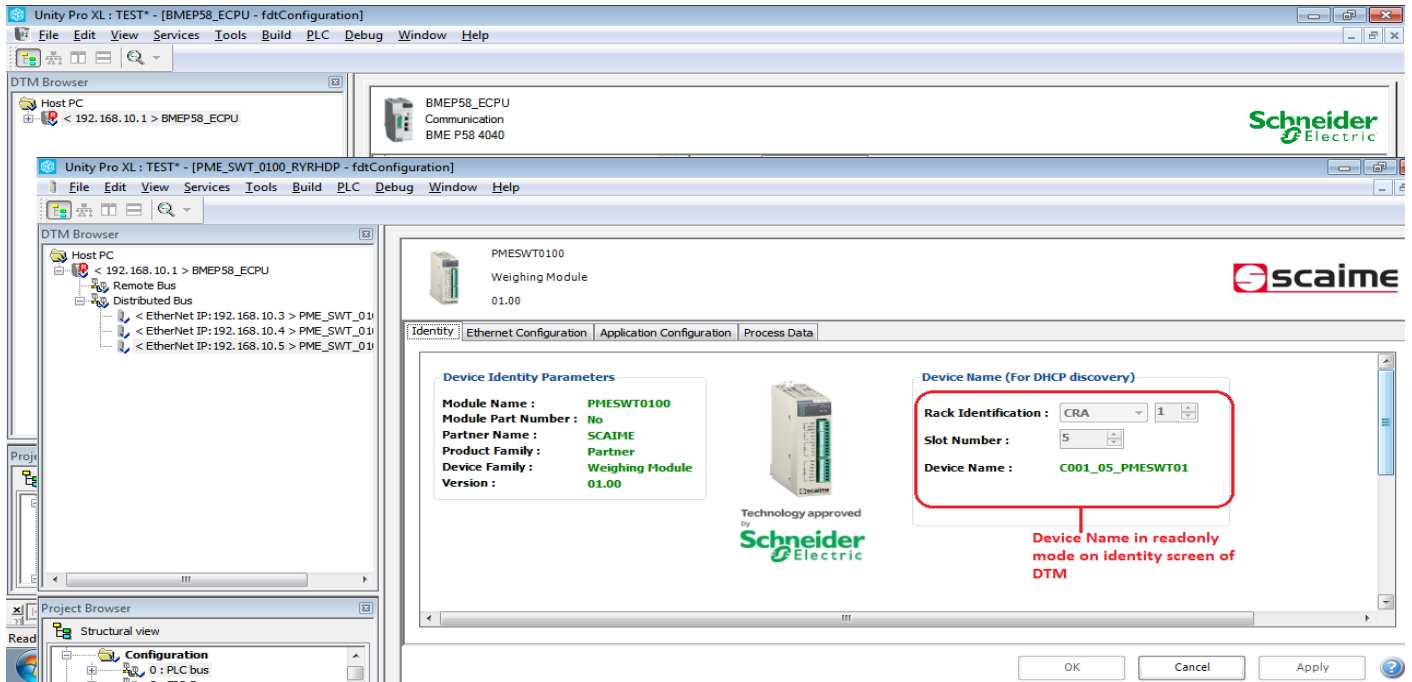 Unity Pro XL : TEST* - [BMEP58_ECPU - fdtConfiguration]
File Edit View Services Tools Build PLC Debug Window Help
DTM Browser
Host PC
< 192.168.10.1 > BMEP58_ECPU
BMEP58_ECPU
Communication
BME P58 4040
Schneider
Electric
Unity Pro XL : TEST* - [PME_SWT_0100_RYRHDP - fdtConfiguration]
File Edit View Services Tools Build PLC Debug Window Help
DTM Browser
Host PC
< 192.168.10.1 > BMEP58_ECPU
Remote Bus
Distributed Bus
< EtherNet IP:192.168.10.3 > PME_SWT_01
< EtherNet IP:192.168.10.4 > PME_SWT_01
< EtherNet IP:192.168.10.5 > PME_SWT_01
PMESWT0100
Weighing Module
01.00
scaime
Identity Ethernet Configuration Application Configuration Process Data
Device Identity Parameters
Module Name : PMESWT0100
Module Part Number : No
Partner Name : SCAIME
Product Family : Partner
Device Family : Weighing Module
Version : 01.00
scaime
Technology approved
by
Schneider
Electric
Device Name (For DHCP discovery)
Rack Identification : CRA 1
Slot Number : 5
Device Name : C001_05_PMESWT01
Device Name in readonly
mode on identity screen of
DTM
Proje
Project Browser
Structural view
Configuration
0 : PLC bus
Read
OK Cancel Apply